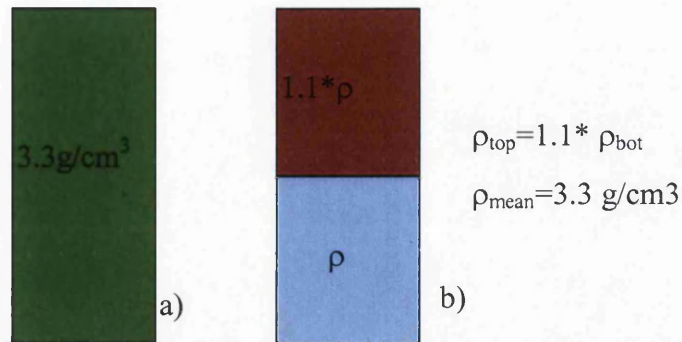 3.3g/cm³
a)
1.1*ρ
ρ
b)
ρtop=1.1* ρbot
ρmean=3.3 g/cm3